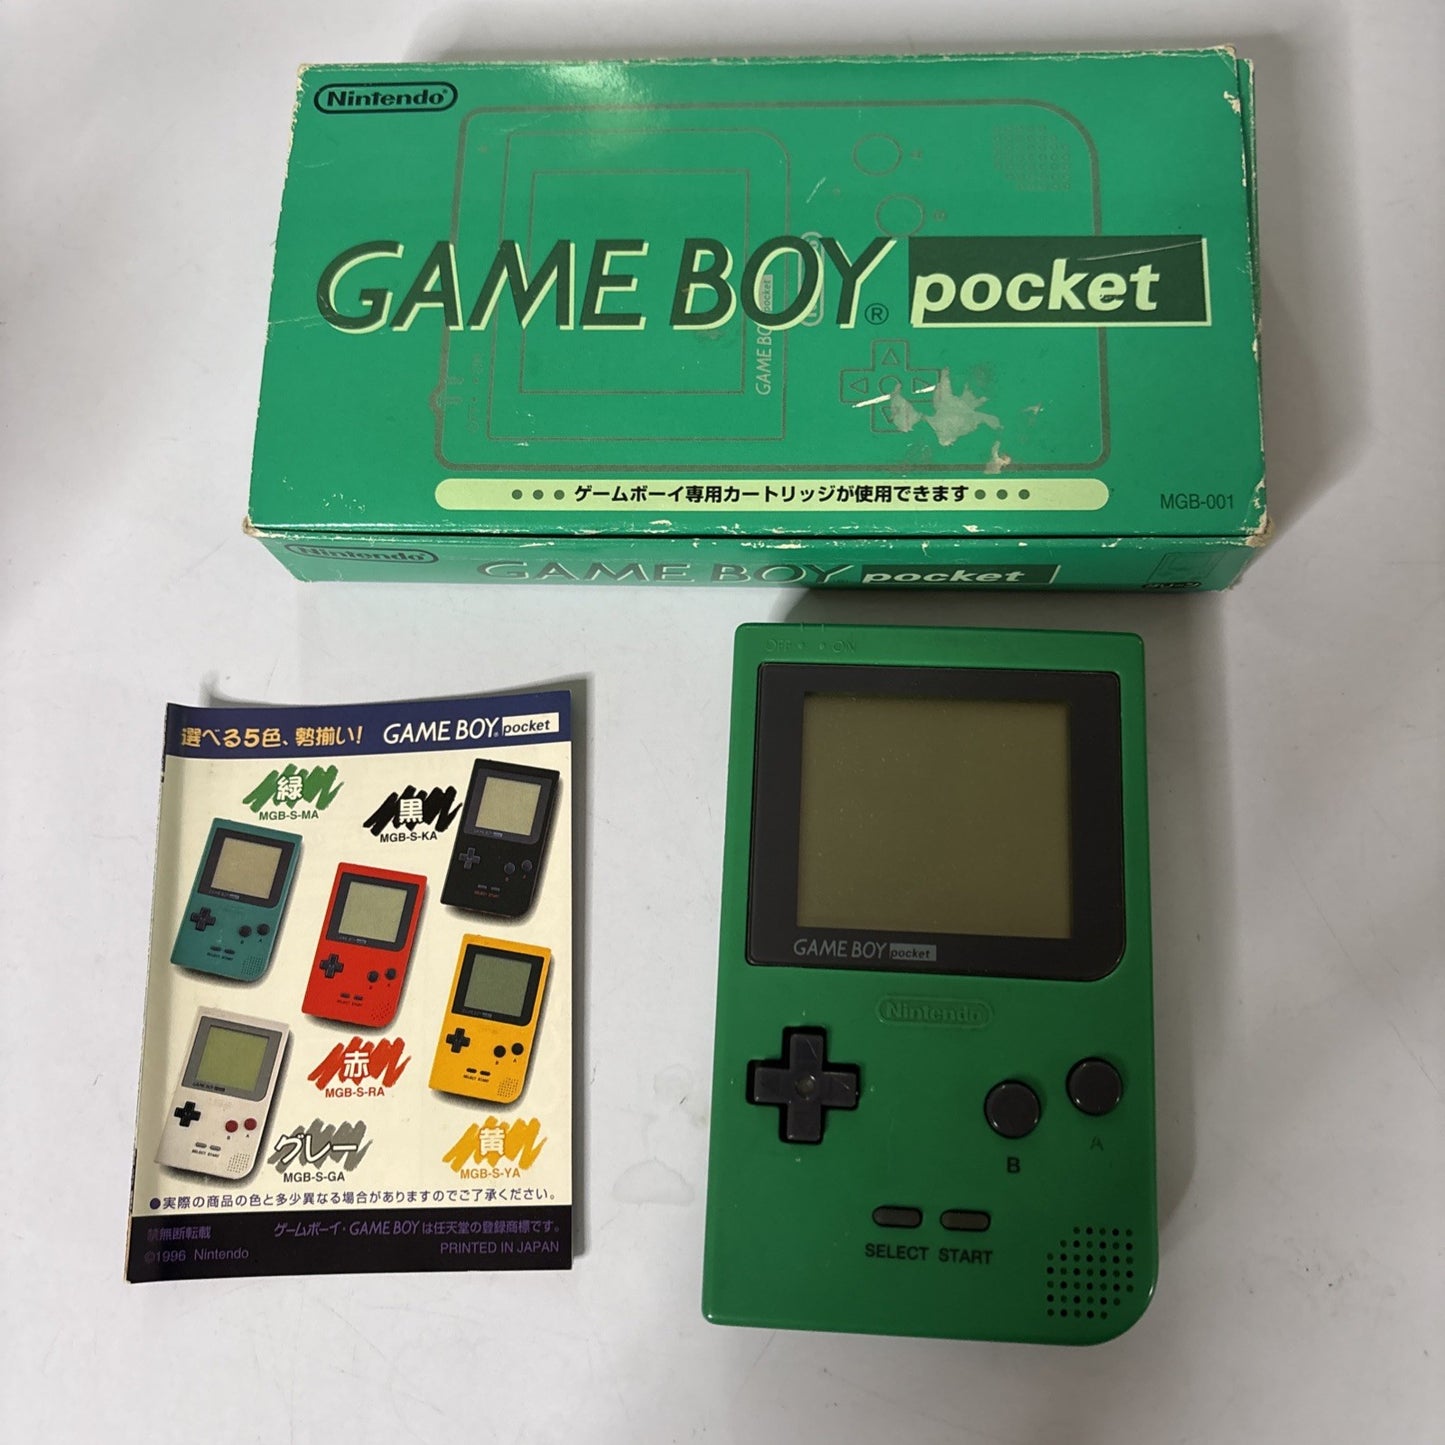 Nintendo®
GAME BOY® pocket
GAME BOY pocket
•••ゲームボーイ専用カートリッジが使用できます•••
MGB-001
Nintendo®
GAME BOY pocket
選べる5色、勢揃い! GAME BOY® pocket
緑
MGB-S-MA
黒
MGB-S-KA
赤
MGB-S-RA
グレー
MGB-S-GA
黄
MGB-S-YA
●実際の商品の色と多少異なる場合がありますのでご了承ください。
禁無断転載
ゲームボーイ・GAME BOYは任天堂の登録商標です。
©1996 Nintendo
PRINTED IN JAPAN
OFF • • ON
GAME BOY pocket
Nintendo
B
A
SELECT START